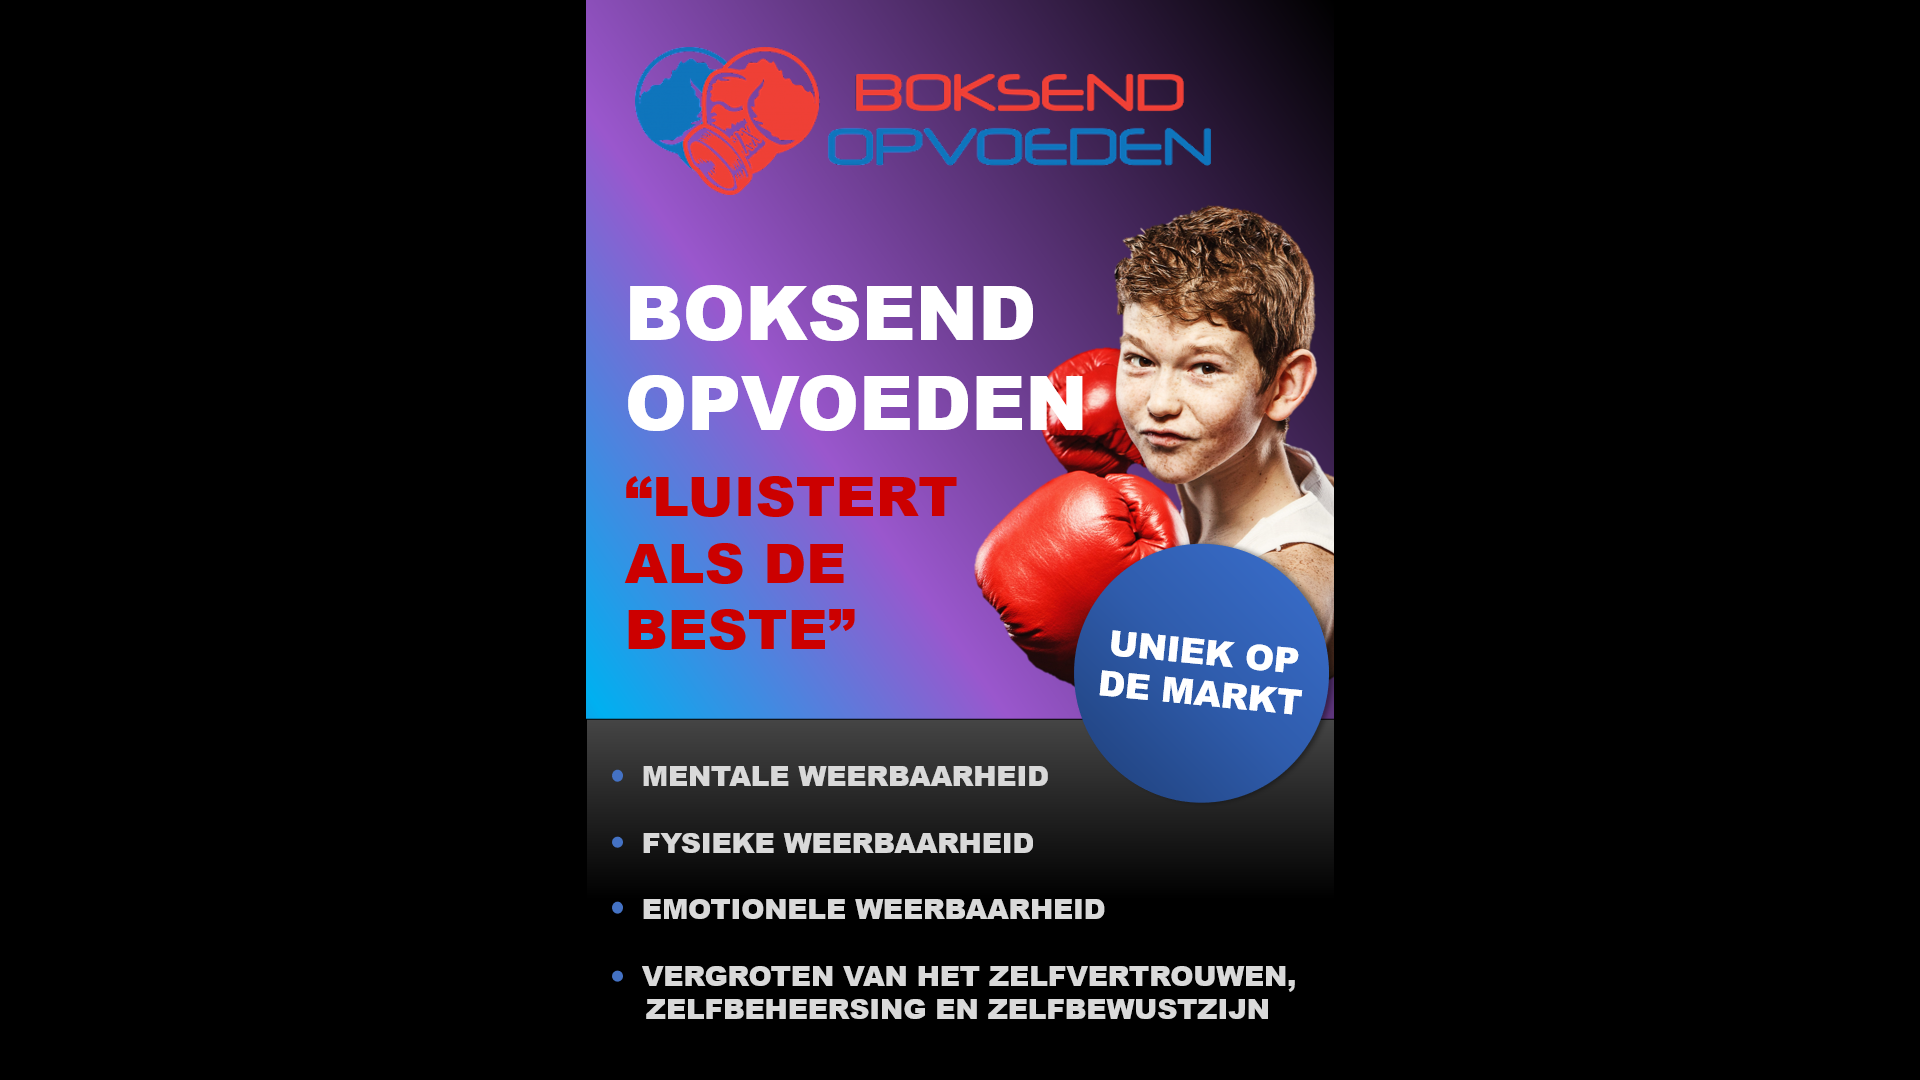 BOKSEND
OPVOEDEN
BOKSEND
OPVOEDEN
“LUISTERT
ALS DE
BESTE”
UNIEK OP
DE MARKT
• MENTALE WEERBAARHEID
• FYSIEKE WEERBAARHEID
• EMOTIONELE WEERBAARHEID
• VERGROTEN VAN HET ZELFVERTROUWEN,
ZELFBEHEERSING EN ZELFBEWUSTZIJN